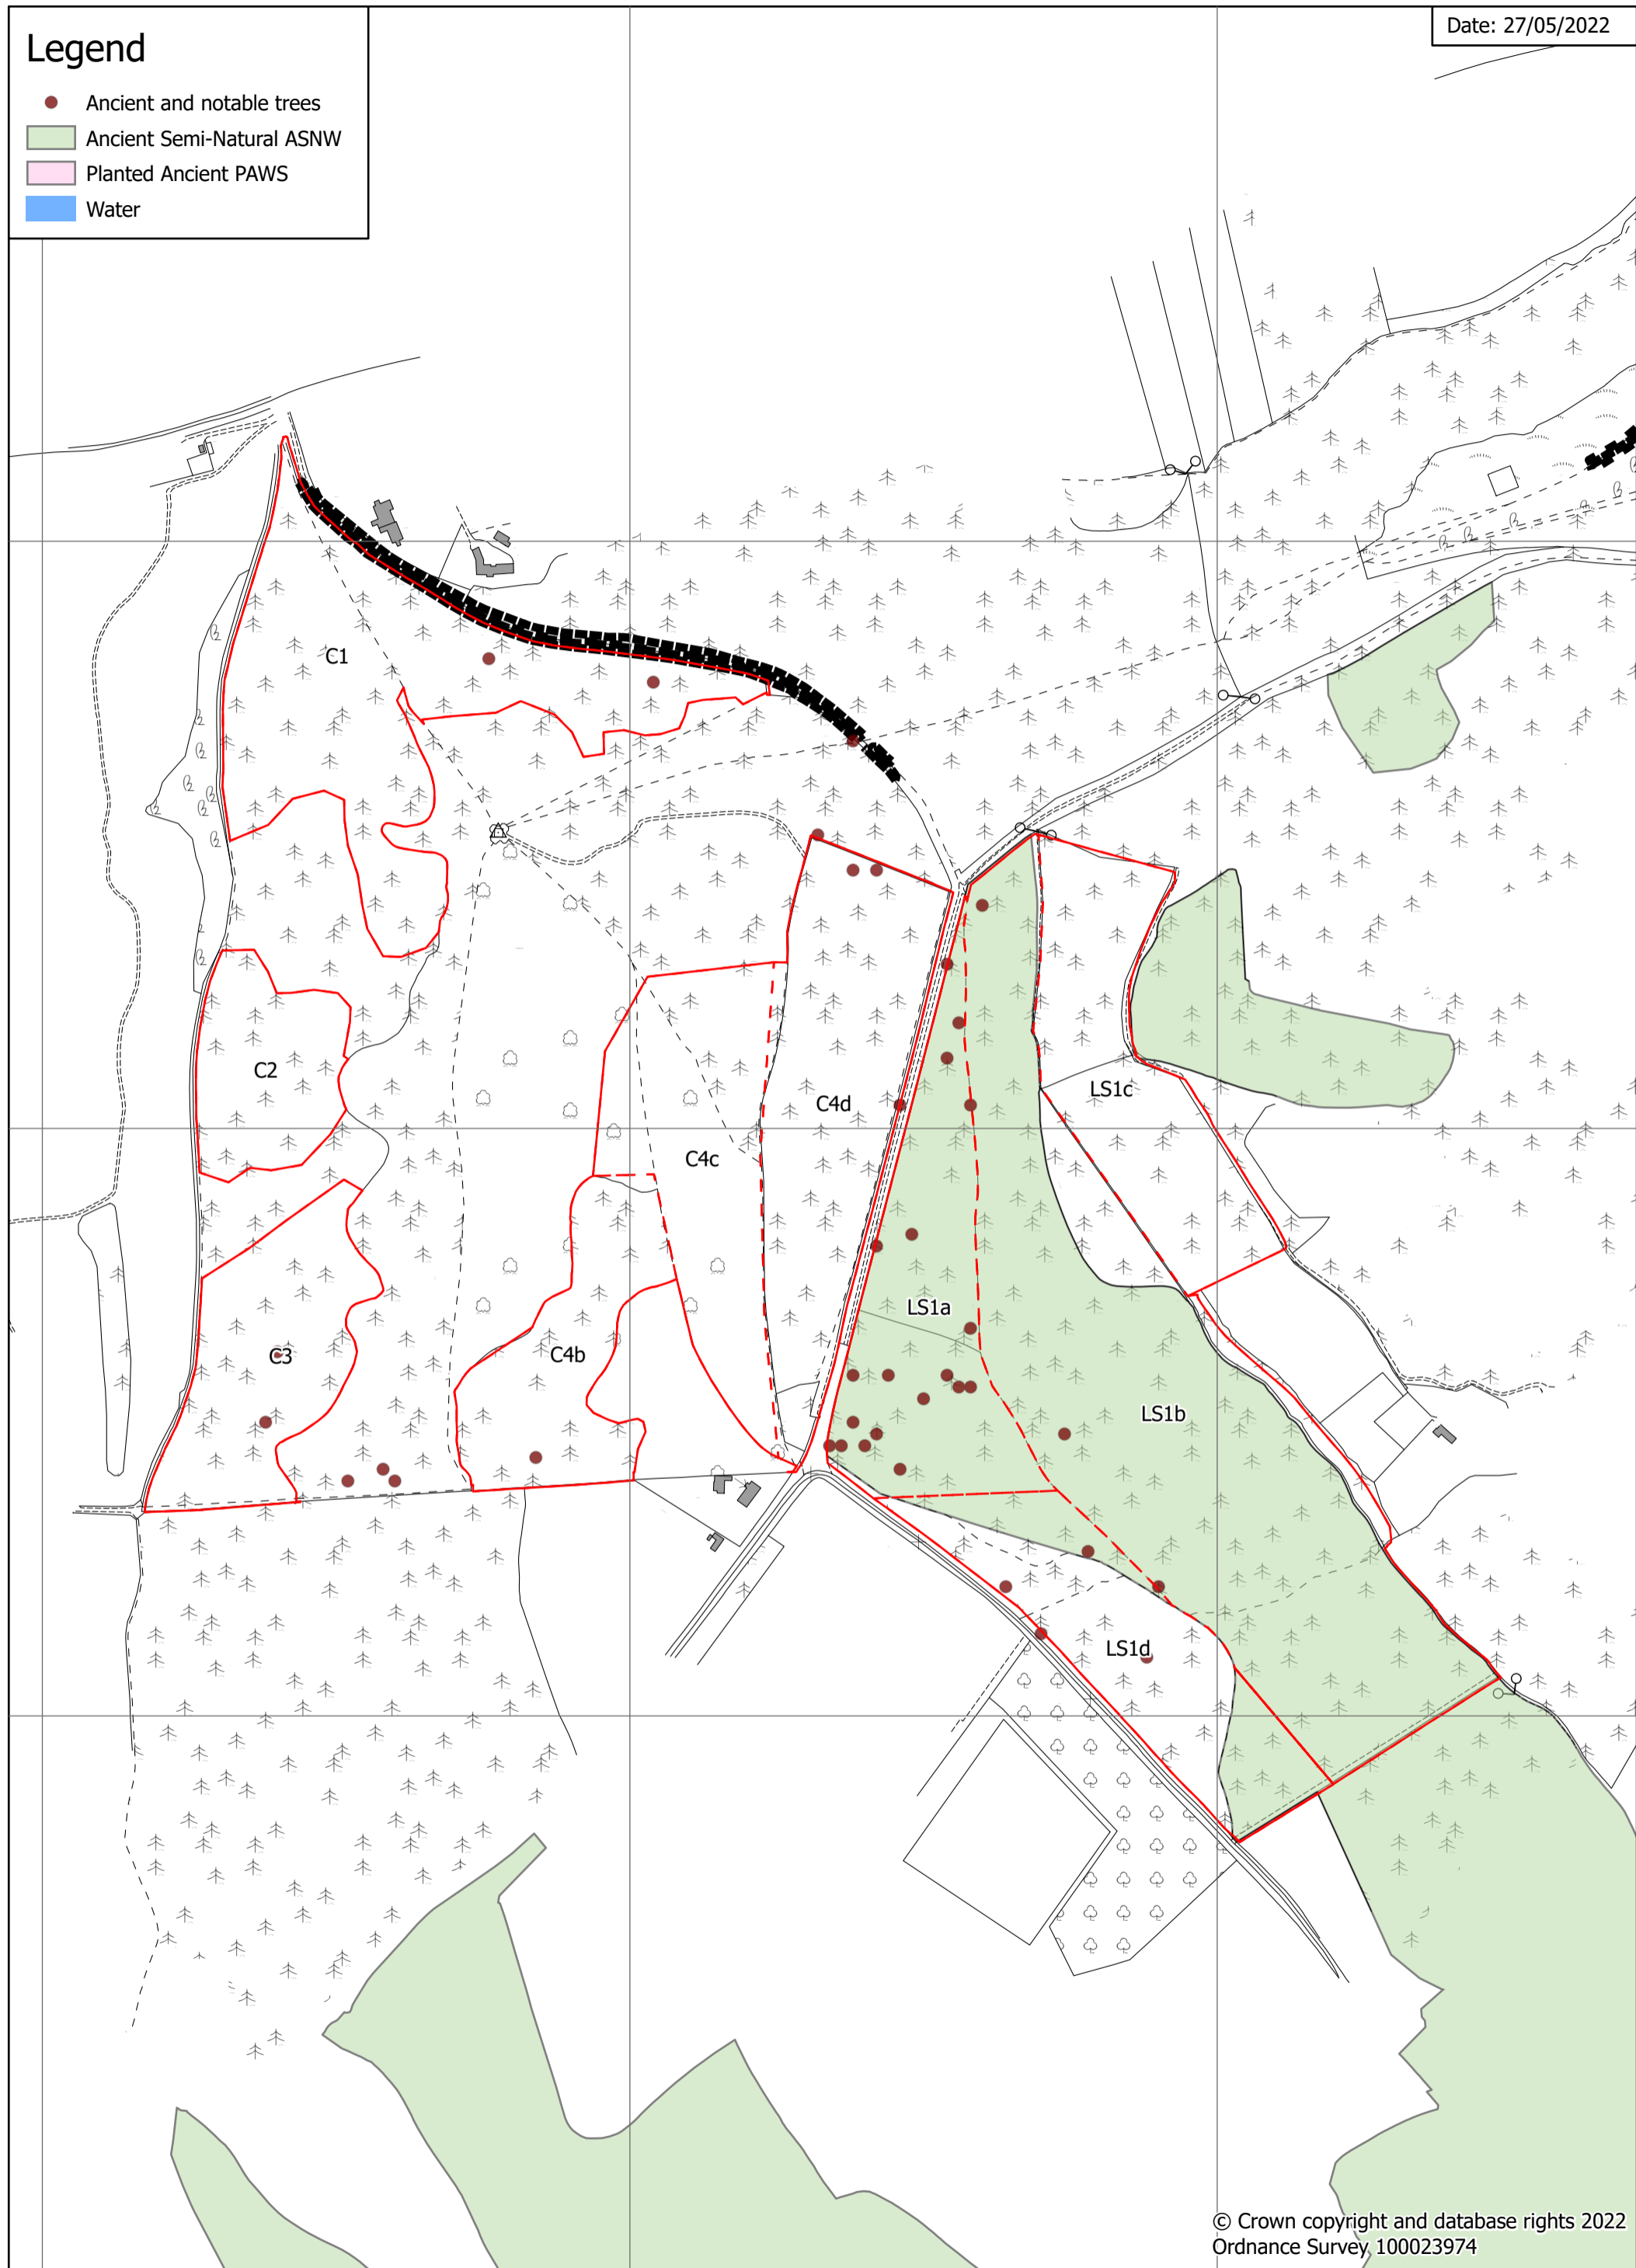 Legend
Ancient and notable trees
Ancient Semi-Natural ASNW
Planted Ancient PAWS
Water
Date: 27/05/2022
C1
C2
LS1c
C4d
C4c
LS1a
C3
C4b
LS1b
LS1d
© Crown copyright and database rights 2022
Ordnance Survey 100023974